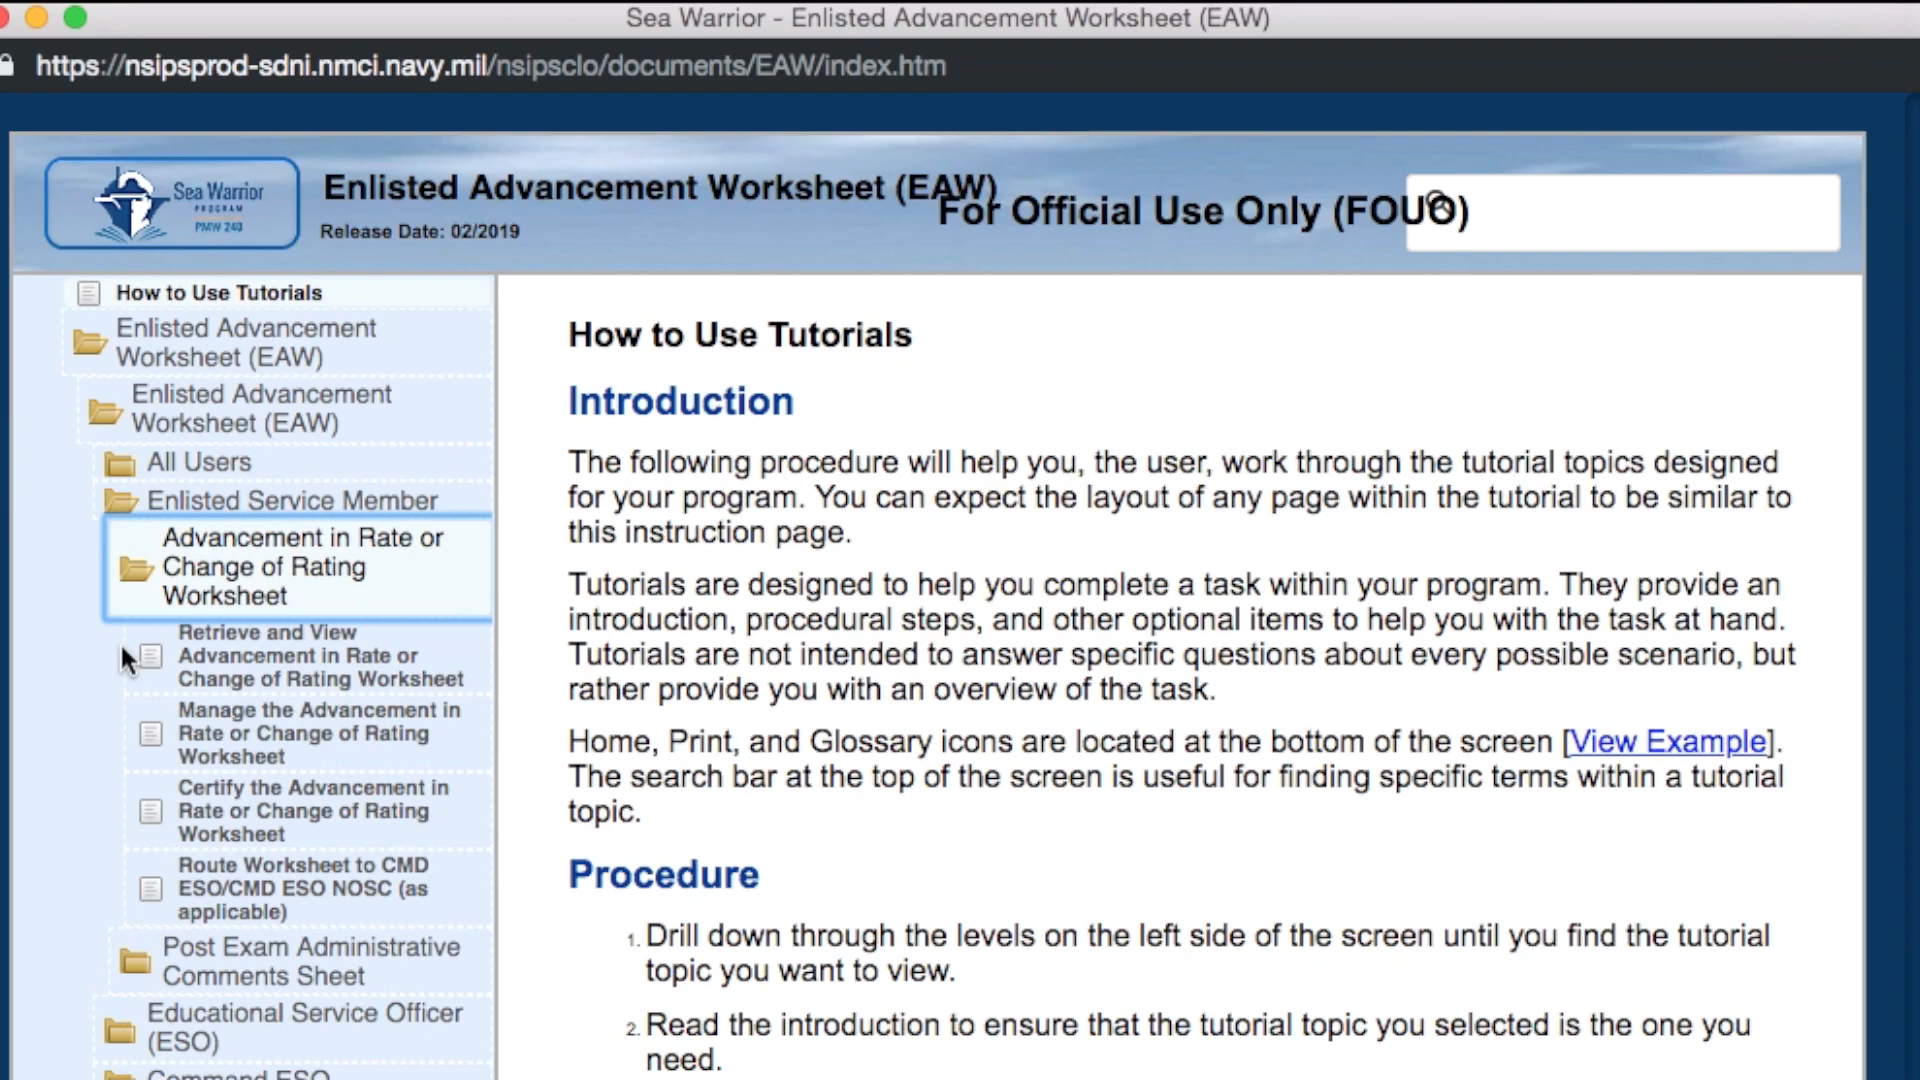 Sea Warrior - Enlisted Advancement Worksheet (EAW)
https://nsipsprod-sdni.nmci.navy.mil/nsipsclo/documents/EAW/index.htm
Sea Warrior
PROGRAM
PMW 240
Enlisted Advancement Worksheet (EAW)
Release Date: 02/2019
For Official Use Only (FOUO)
How to Use Tutorials
Enlisted Advancement
Worksheet (EAW)
Enlisted Advancement
Worksheet (EAW)
All Users
Enlisted Service Member
Advancement in Rate or
Change of Rating
Worksheet
Retrieve and View
Advancement in Rate or
Change of Rating Worksheet
Manage the Advancement in
Rate or Change of Rating
Worksheet
Certify the Advancement in
Rate or Change of Rating
Worksheet
Route Worksheet to CMD
ESO/CMD ESO NOSC (as
applicable)
Post Exam Administrative
Comments Sheet
Educational Service Officer
(ESO)
Command ESO
How to Use Tutorials
Introduction
The following procedure will help you, the user, work through the tutorial topics designed
for your program. You can expect the layout of any page within the tutorial to be similar to
this instruction page.
Tutorials are designed to help you complete a task within your program. They provide an
introduction, procedural steps, and other optional items to help you with the task at hand.
Tutorials are not intended to answer specific questions about every possible scenario, but
rather provide you with an overview of the task.
Home, Print, and Glossary icons are located at the bottom of the screen [View Example].
The search bar at the top of the screen is useful for finding specific terms within a tutorial
topic.
Procedure
1. Drill down through the levels on the left side of the screen until you find the tutorial
topic you want to view.
2. Read the introduction to ensure that the tutorial topic you selected is the one you
need.